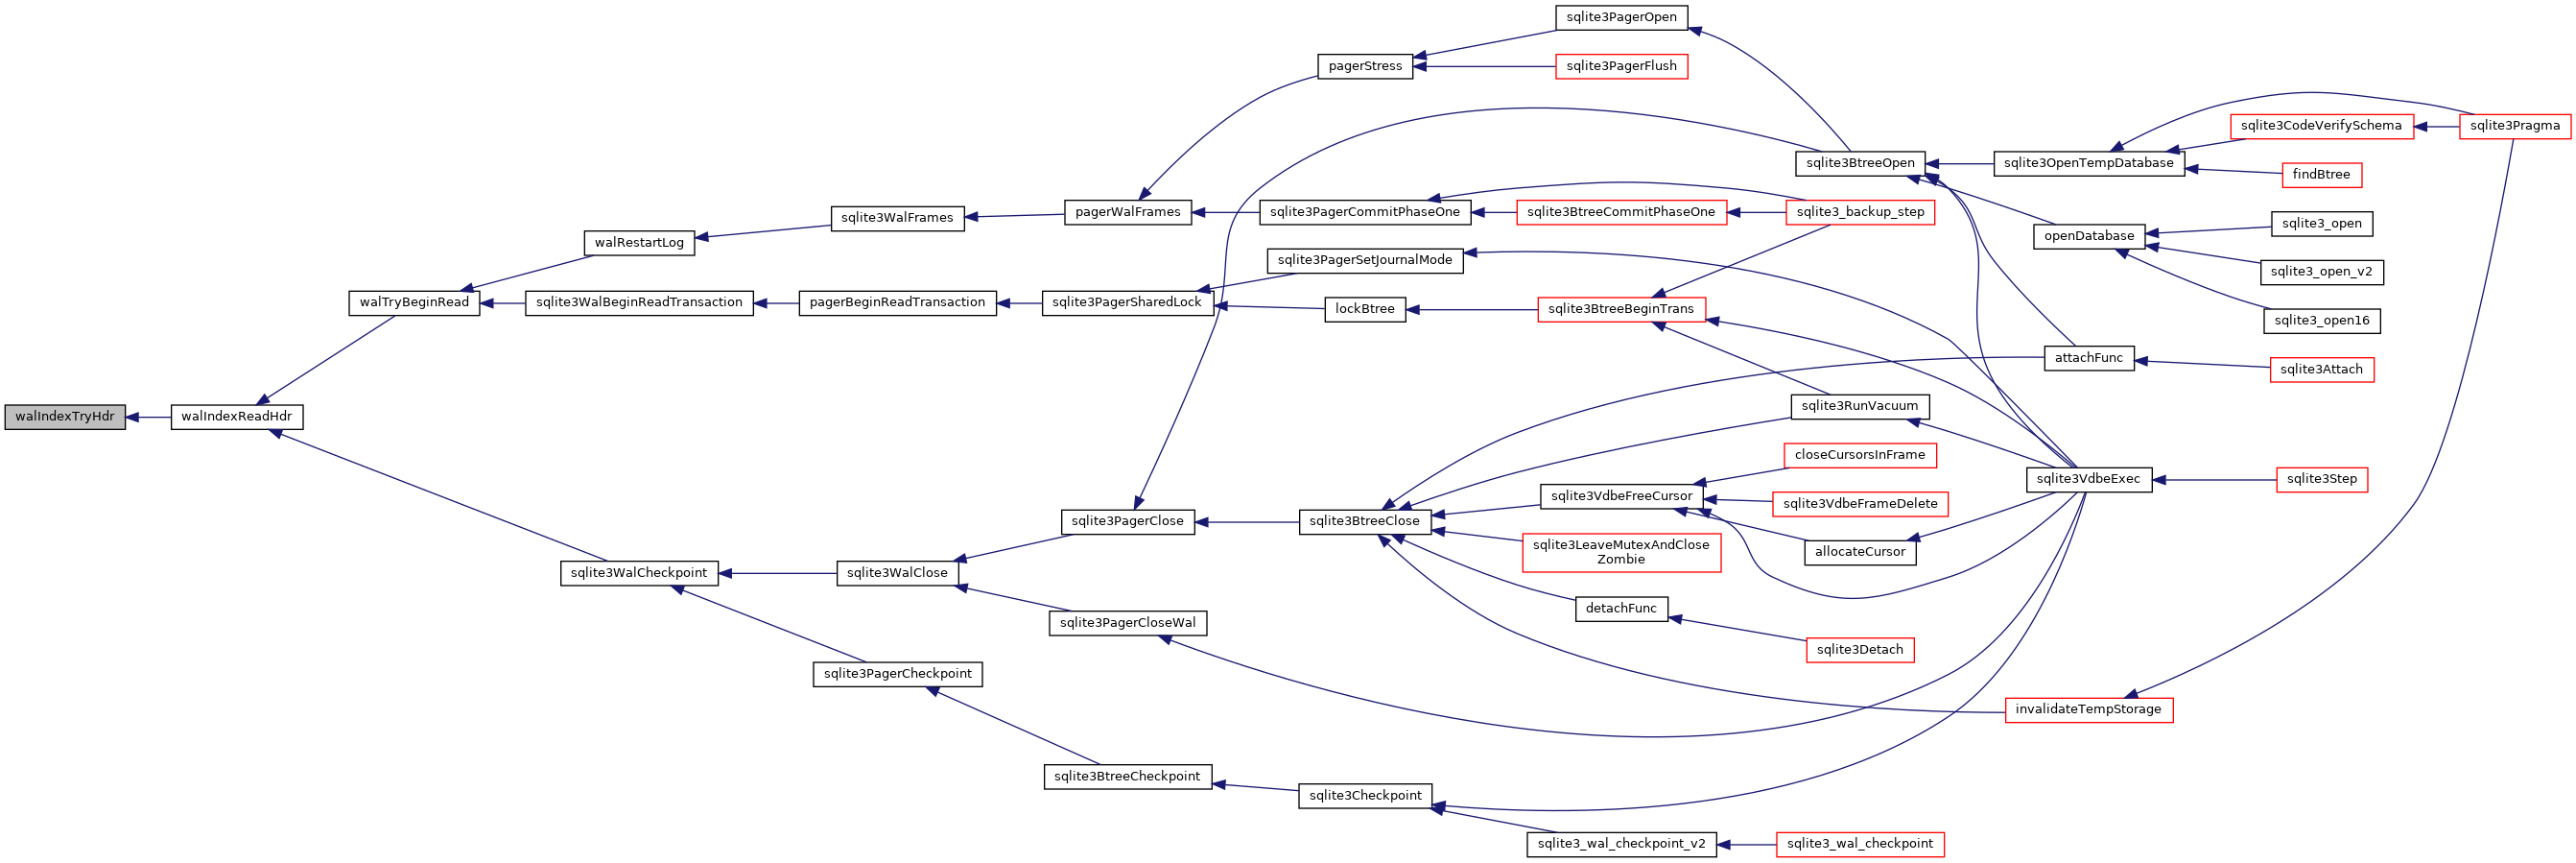 sqlite3PagerOpen
pagerStress
sqlite3PagerFlush
sqlite3CodeVerifySchema
sqlite3Pragma
sqlite3BtreeOpen
sqlite3OpenTempDatabase
findBtree
sqlite3WalFrames
pagerWalFrames
sqlite3PagerCommitPhaseOne
sqlite3BtreeCommitPhaseOne
sqlite3_backup_step
sqlite3_open
walRestartLog
openDatabase
sqlite3PagerSetJournalMode
sqlite3_open_v2
walTryBeginRead
sqlite3WalBeginReadTransaction
pagerBeginReadTransaction
sqlite3PagerSharedLock
lockBtree
sqlite3BtreeBeginTrans
sqlite3_open16
attachFunc
sqlite3Attach
sqlite3RunVacuum
walIndexTryHdr
walIndexReadHdr
closeCursorsInFrame
sqlite3VdbeExec
sqlite3Step
sqlite3VdbeFreeCursor
sqlite3VdbeFrameDelete
sqlite3PagerClose
sqlite3BtreeClose
sqlite3LeaveMutexAndClose
Zombie
allocateCursor
sqlite3WalCheckpoint
sqlite3WalClose
detachFunc
sqlite3PagerCloseWal
sqlite3Detach
sqlite3PagerCheckpoint
invalidateTempStorage
sqlite3BtreeCheckpoint
sqlite3Checkpoint
sqlite3_wal_checkpoint_v2
sqlite3_wal_checkpoint